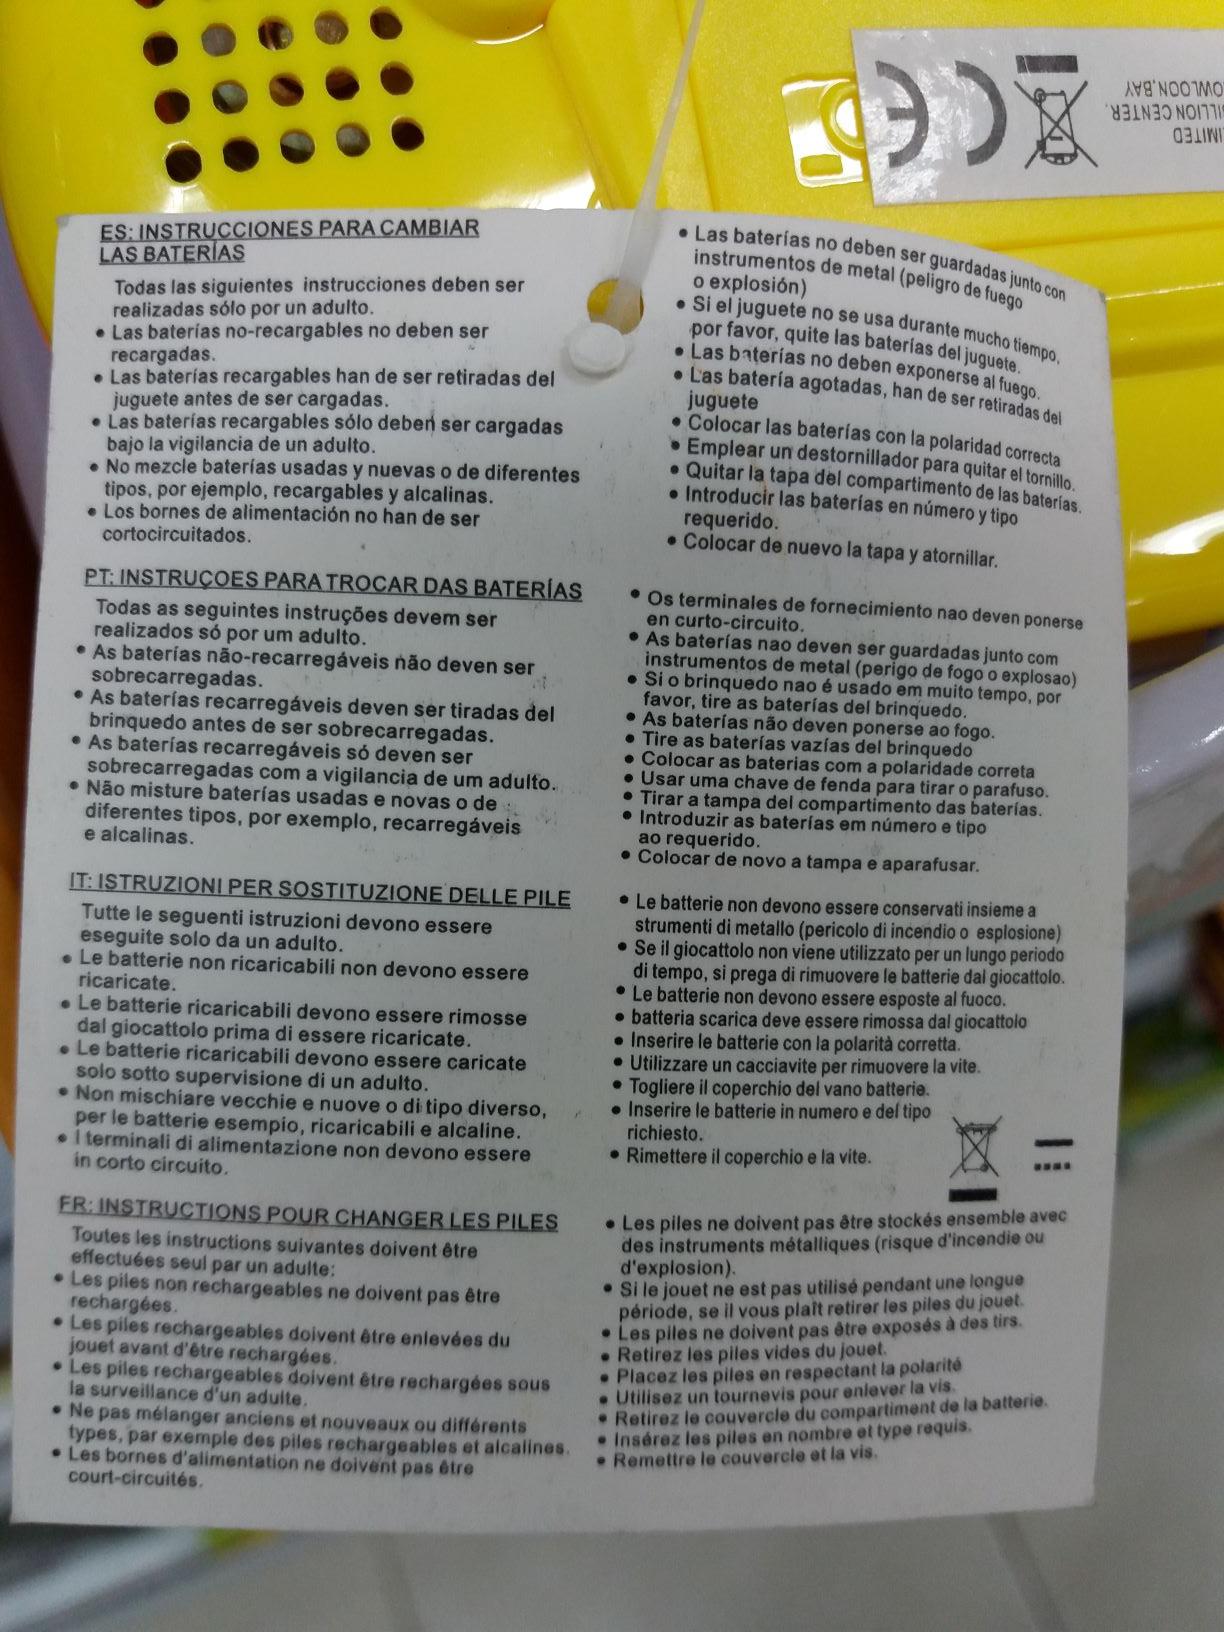 CE
IMITED
ILLION CENTER.
OWLOON,BAY
ES: INSTRUCCIONES PARA CAMBIAR
LAS BATERÍAS
Todas las siguientes instrucciones deben ser
realizadas sólo por un adulto.
• Las baterías no-recargables no deben ser
recargadas.
• Las baterías recargables han de ser retiradas del
juguete antes de ser cargadas.
• Las baterías recargables sólo deben ser cargadas
bajo la vigilancia de un adulto.
• No mezcle baterías usadas y nuevas o de diferentes
tipos, por ejemplo, recargables y alcalinas.
• Los bornes de alimentación no han de ser
cortocircuitados.
• Las baterías no deben ser guardadas junto con
instrumentos de metal (peligro de fuego
o explosión)
• Si el juguete no se usa durante mucho tiempo,
por favor, quite las baterías del juguete.
• Las baterías no deben exponerse al fuego.
• Las batería agotadas, han de ser retiradas del
juguete
• Colocar las baterías con la polaridad correcta
• Emplear un destornillador para quitar el tornillo.
• Quitar la tapa del compartimento de las baterías.
• Introducir las baterías en número y tipo
requerido.
• Colocar de nuevo la tapa y atornillar.
PT: INSTRUÇOES PARA TROCAR DAS BATERÍAS
Todas as seguintes instruções devem ser
realizados só por um adulto.
• As baterías não-recarregáveis não deven ser
sobrecarregadas.
• As baterías recarregáveis deven ser tiradas del
brinquedo antes de ser sobrecarregadas.
• As baterías recarregáveis só deven ser
sobrecarregadas com a vigilancia de um adulto.
• Não misture baterías usadas e novas o de
diferentes tipos, por exemplo, recarregáveis
e alcalinas.
• Os terminales de fornecimiento nao deven ponerse
en curto-circuito.
• As baterías nao deven ser guardadas junto com
instrumentos de metal (perigo de fogo o explosao)
• Si o brinquedo nao é usado em muito tempo, por
favor, tire as baterías del brinquedo.
• As baterías não deven ponerse ao fogo.
• Tire as baterías vazías del brinquedo
• Colocar as baterias com a polaridade correta
• Usar uma chave de fenda para tirar o parafuso.
• Tirar a tampa del compartimento das baterías.
• Introduzir as baterías em número e tipo
ao requerido.
• Colocar de novo a tampa e aparafusar.
IT: ISTRUZIONI PER SOSTITUZIONE DELLE PILE
Tutte le seguenti istruzioni devono essere
eseguite solo da un adulto.
• Le batterie non ricaricabili non devono essere
ricaricate.
• Le batterie ricaricabili devono essere rimosse
dal giocattolo prima di essere ricaricate.
• Le batterie ricaricabili devono essere caricate
solo sotto supervisione di un adulto.
• Non mischiare vecchie e nuove o di tipo diverso,
per le batterie esempio, ricaricabili e alcaline.
• I terminali di alimentazione non devono essere
in corto circuito.
• Le batterie non devono essere conservati insieme a
strumenti di metallo (pericolo di incendio o esplosione)
• Se il giocattolo non viene utilizzato per un lungo periodo
di tempo, si prega di rimuovere le batterie dal giocattolo.
• Le batterie non devono essere esposte al fuoco.
• batteria scarica deve essere rimossa dal giocattolo
• Inserire le batterie con la polarità corretta.
• Utilizzare un cacciavite per rimuovere la vite.
• Togliere il coperchio del vano batterie.
• Inserire le batterie in numero e del tipo
richiesto.
• Rimettere il coperchio e la vite.
FR: INSTRUCTIONS POUR CHANGER LES PILES
Toutes les instructions suivantes doivent être
effectuées seul par un adulte:
• Les piles non rechargeables ne doivent pas être
rechargées.
• Les piles rechargeables doivent être enlevées du
jouet avant d'être rechargées.
• Les piles rechargeables doivent être rechargées sous
la surveillance d'un adulte.
• Ne pas mélanger anciens et nouveaux ou différents
types, par exemple des piles rechargeables et alcalines.
• Les bornes d'alimentation ne doivent pas être
court-circuités.
• Les piles ne doivent pas être stockés ensemble avec
des instruments métalliques (risque d'incendie ou
d'explosion).
• Si le jouet ne est pas utilisé pendant une longue
période, se il vous plaît retirer les piles du jouet.
• Les piles ne doivent pas être exposés à des tirs.
• Retirez les piles vides du jouet.
• Placez les piles en respectant la polarité
• Utilisez un tournevis pour enlever la vis.
• Retirez le couvercle du compartiment de la batterie.
• Insérez les piles en nombre et type requis.
• Remettre le couvercle et la vis.